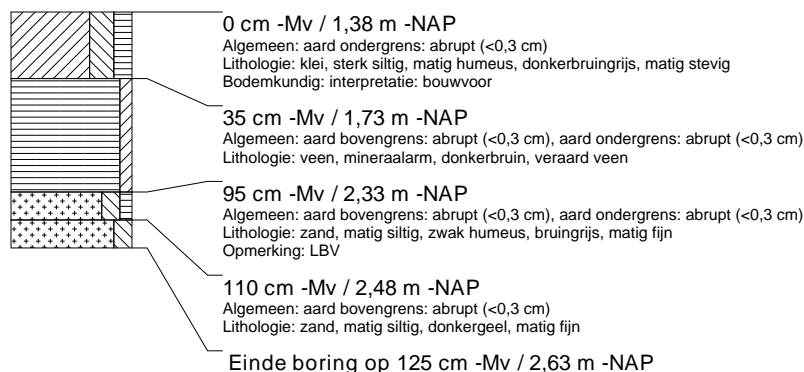 0 cm -Mv / 1,38 m -NAP
Algemeen: aard ondergrens: abrupt (<0,3 cm)
Lithologie: klei, sterk siltig, matig humeus, donkerbruingrijs, matig stevig
Bodemkundig: interpretatie: bouwvoor
35 cm -Mv / 1,73 m -NAP
Algemeen: aard bovengrens: abrupt (<0,3 cm), aard ondergrens: abrupt (<0,3 cm)
Lithologie: veen, mineraalarm, donkerbruin, veraard veen
95 cm -Mv / 2,33 m -NAP
Algemeen: aard bovengrens: abrupt (<0,3 cm), aard ondergrens: abrupt (<0,3 cm)
Lithologie: zand, matig siltig, zwak humeus, bruingrijs, matig fijn
Opmerking: LBV
110 cm -Mv / 2,48 m -NAP
Algemeen: aard bovengrens: abrupt (<0,3 cm)
Lithologie: zand, matig siltig, donkergeel, matig fijn
Einde boring op 125 cm -Mv / 2,63 m -NAP